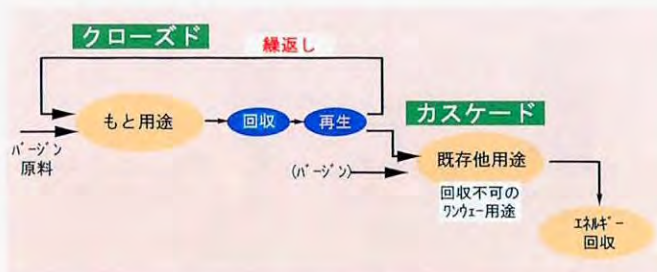 クローズド
繰返し
もと用途
回収
再生
カスケード
バージン
原料
(バージン)
既存他用途
回収不可の
ワンウェー用途
エネルギー
回収